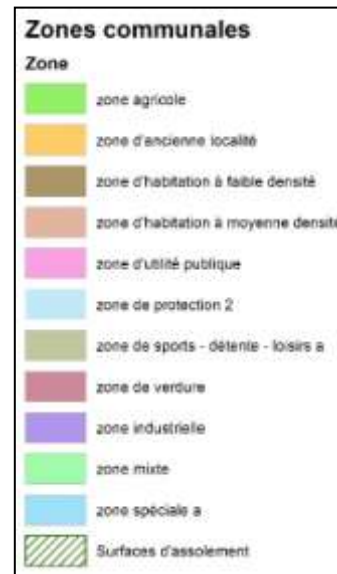 Zones communales
Zone
zone agricole
zone d'ancienne localité
zone d'habitation à faible densité
zone d'habitation à moyenne densité
zone d'utilité publique
zone de protection 2
zone de sports - détente - loisirs a
zone de verdure
zone industrielle
zone mixte
zone spéciale a
Surfaces d'assolement